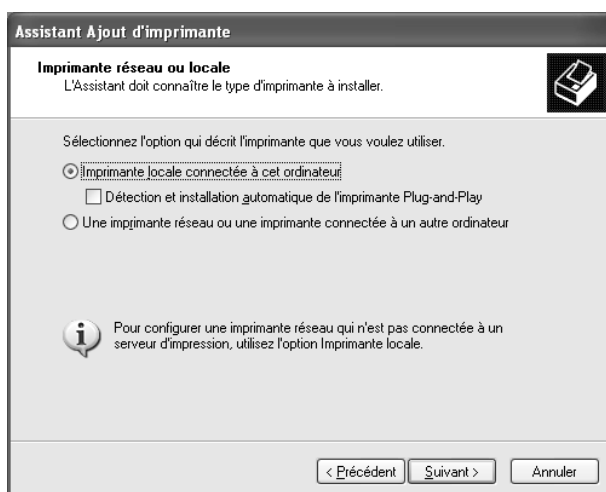 Assistant Ajout d'imprimante
Imprimante réseau ou locale
L'Assistant doit connaître le type d'imprimante à installer.
Sélectionnez l'option qui décrit l'imprimante que vous voulez utiliser.
Imprimante locale connectée à cet ordinateur
Détection et installation automatique de l'imprimante Plug-and-Play
Une imprimante réseau ou une imprimante connectée à un autre ordinateur
Pour configurer une imprimante réseau qui n'est pas connectée à un
serveur d'impression, utilisez l'option Imprimante locale.
< Précédent Suivant > Annuler